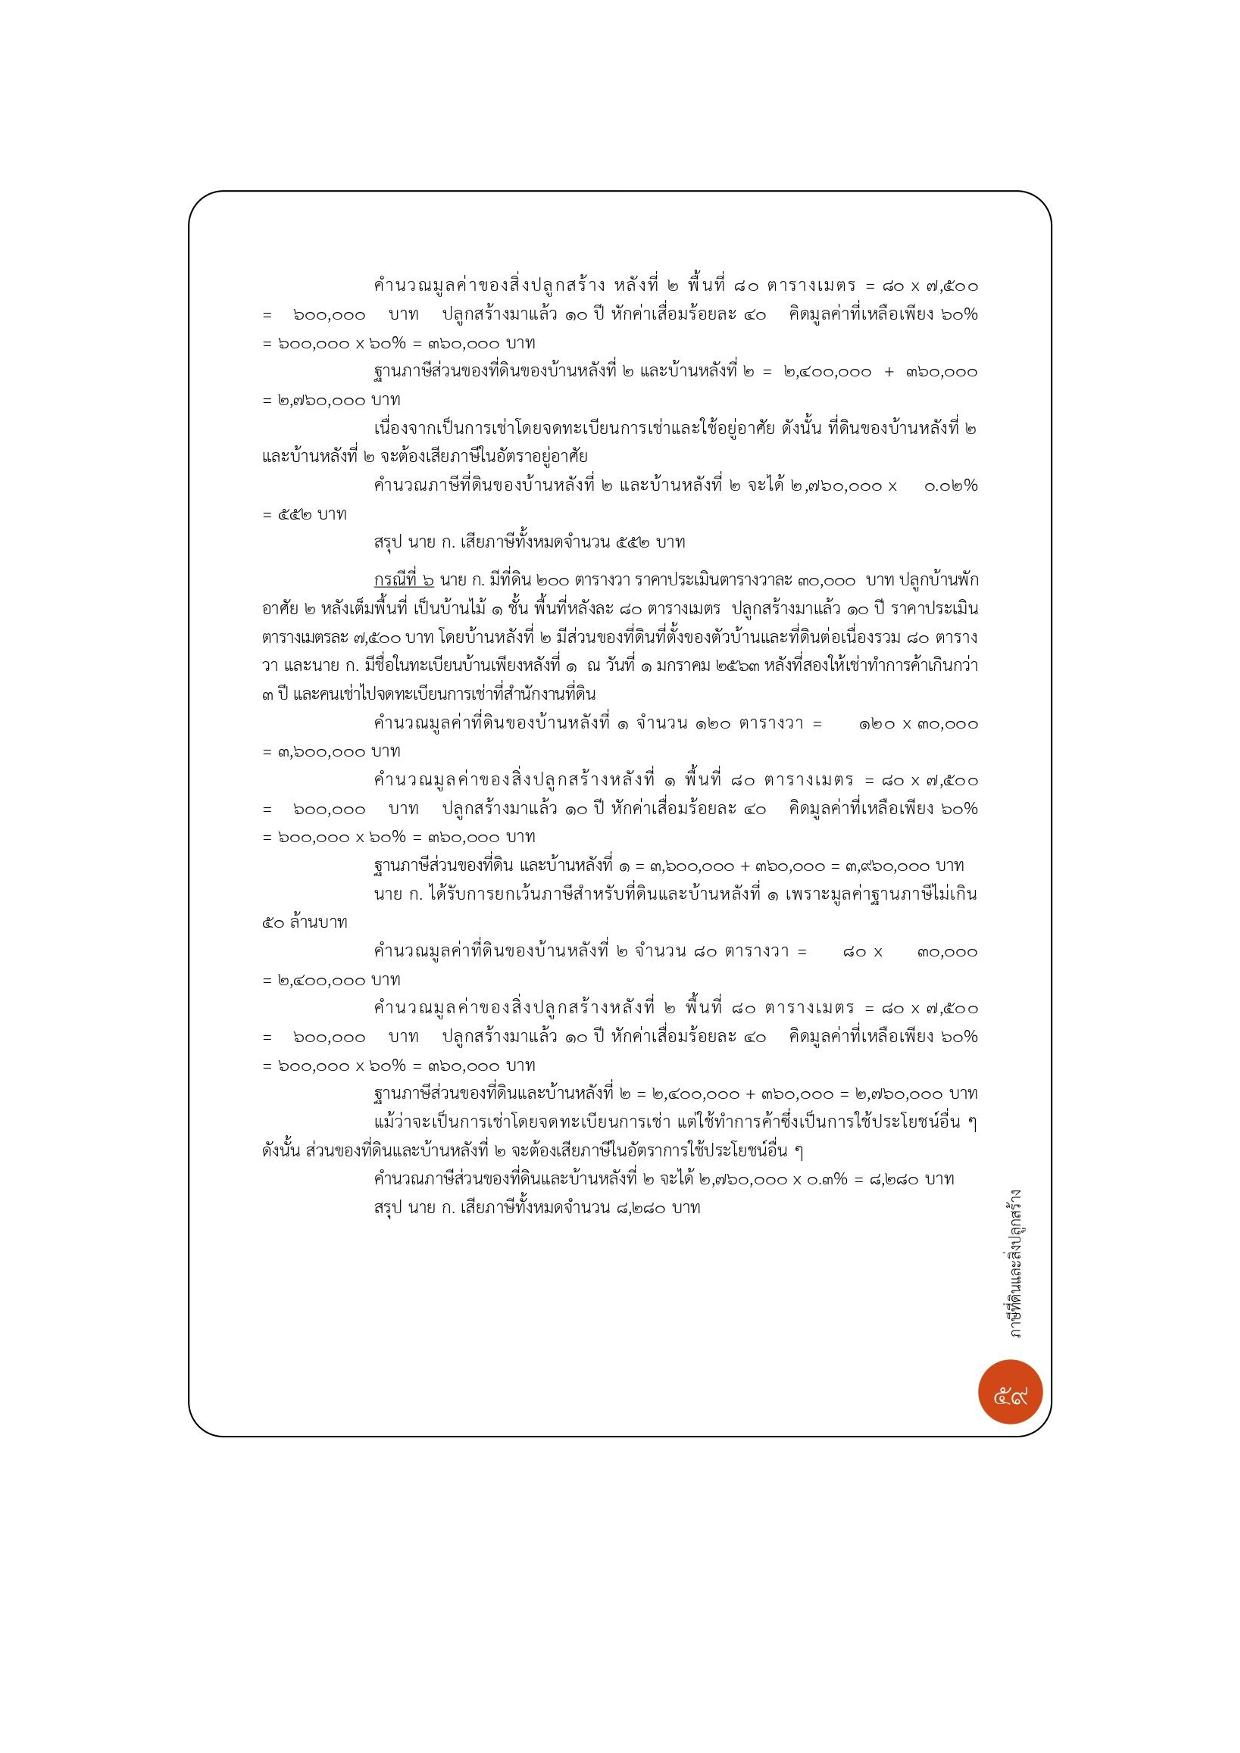 คำนวณมูลค่าของสิ่งปลูกสร้าง หลังที่ ๒ พื้นที่ ๘๐ ตารางเมตร = ๘๐ x ๗,๕๐๐
= ๖๐๐,๐๐๐ บาท ปลูกสร้างมาแล้ว ๑๐ ปี หักค่าเสื่อมร้อยละ ๔๐ คิดมูลค่าที่เหลือเพียง ๖๐%
= ๖๐๐,๐๐๐ x ๖๐% = ๓๖๐,๐๐๐ บาท
ฐานภาษีส่วนของที่ดินของบ้านหลังที่ ๒ และบ้านหลังที่ ๒ = ๒,๔๐๐,๐๐๐ + ๓๖๐,๐๐๐
= ๒,๗๖๐,๐๐๐ บาท
เนื่องจากเป็นการเช่าโดยจดทะเบียนการเช่าและใช้อยู่อาศัย ดังนั้น ที่ดินของบ้านหลังที่ ๒
และบ้านหลังที่ ๒ จะต้องเสียภาษีในอัตราอยู่อาศัย
คำนวณภาษีที่ดินของบ้านหลังที่ ๒ และบ้านหลังที่ ๒ จะได้ ๒,๗๖๐,๐๐๐ x ๐.๐๒%
= ๕๕๒ บาท
สรุป นาย ก. เสียภาษีทั้งหมดจำนวน ๕๕๒ บาท
กรณีที่ ๖ นาย ก. มีที่ดิน ๒๐๐ ตารางวา ราคาประเมินตารางวาละ ๓๐,๐๐๐ บาท ปลูกบ้านพัก
อาศัย ๒ หลังเต็มพื้นที่ เป็นบ้านไม้ ๑ ชั้น พื้นที่หลังละ ๘๐ ตารางเมตร ปลูกสร้างมาแล้ว ๑๐ ปี ราคาประเมิน
ตารางเมตรละ ๗,๕๐๐ บาท โดยบ้านหลังที่ ๒ มีส่วนของที่ดินที่ตั้งของตัวบ้านและที่ดินต่อเนื่องรวม ๘๐ ตาราง
วา และนาย ก. มีชื่อในทะเบียนบ้านเพียงหลังที่ ๑ ณ วันที่ ๑ มกราคม ๒๕๖๓ หลังที่สองให้เช่าทำการค้าเกินกว่า
๓ ปี และคนเช่าไปจดทะเบียนการเช่าที่สำนักงานที่ดิน
คำนวณมูลค่าที่ดินของบ้านหลังที่ ๑ จำนวน ๑๒๐ ตารางวา = ๑๒๐ x ๓๐,๐๐๐
= ๓,๖๐๐,๐๐๐ บาท
คำนวณมูลค่าของสิ่งปลูกสร้างหลังที่ ๑ พื้นที่ ๘๐ ตารางเมตร = ๘๐ x ๗,๕๐๐
= ๖๐๐,๐๐๐ บาท ปลูกสร้างมาแล้ว ๑๐ ปี หักค่าเสื่อมร้อยละ ๔๐ คิดมูลค่าที่เหลือเพียง ๖๐%
= ๖๐๐,๐๐๐ x ๖๐% = ๓๖๐,๐๐๐ บาท
ฐานภาษีส่วนของที่ดิน และบ้านหลังที่ ๑ = ๓,๖๐๐,๐๐๐ + ๓๖๐,๐๐๐ = ๓,๙๖๐,๐๐๐ บาท
นาย ก. ได้รับการยกเว้นภาษีสำหรับที่ดินและบ้านหลังที่ ๑ เพราะมูลค่าฐานภาษีไม่เกิน
๕๐ ล้านบาท
คำนวณมูลค่าที่ดินของบ้านหลังที่ ๒ จำนวน ๘๐ ตารางวา = ๘๐ x ๓๐,๐๐๐
= ๒,๔๐๐,๐๐๐ บาท
คำนวณมูลค่าของสิ่งปลูกสร้างหลังที่ ๒ พื้นที่ ๘๐ ตารางเมตร = ๘๐ x ๗,๕๐๐
= ๖๐๐,๐๐๐ บาท ปลูกสร้างมาแล้ว ๑๐ ปี หักค่าเสื่อมร้อยละ ๔๐ คิดมูลค่าที่เหลือเพียง ๖๐%
= ๖๐๐,๐๐๐ x ๖๐% = ๓๖๐,๐๐๐ บาท
ฐานภาษีส่วนของที่ดินและบ้านหลังที่ ๒ = ๒,๔๐๐,๐๐๐ + ๓๖๐,๐๐๐ = ๒,๗๖๐,๐๐๐ บาท
แม้ว่าจะเป็นการเช่าโดยจดทะเบียนการเช่า แต่ใช้ทำการค้าซึ่งเป็นการใช้ประโยชน์อื่น ๆ
ดังนั้น ส่วนของที่ดินและบ้านหลังที่ ๒ จะต้องเสียภาษีในอัตราการใช้ประโยชน์อื่น ๆ
คำนวณภาษีส่วนของที่ดินและบ้านหลังที่ ๒ จะได้ ๒,๗๖๐,๐๐๐ x ๐.๓% = ๘,๒๘๐ บาท
สรุป นาย ก. เสียภาษีทั้งหมดจำนวน ๘,๒๘๐ บาท
ภาษีที่ดินและสิ่งปลูกสร้าง
๕๙